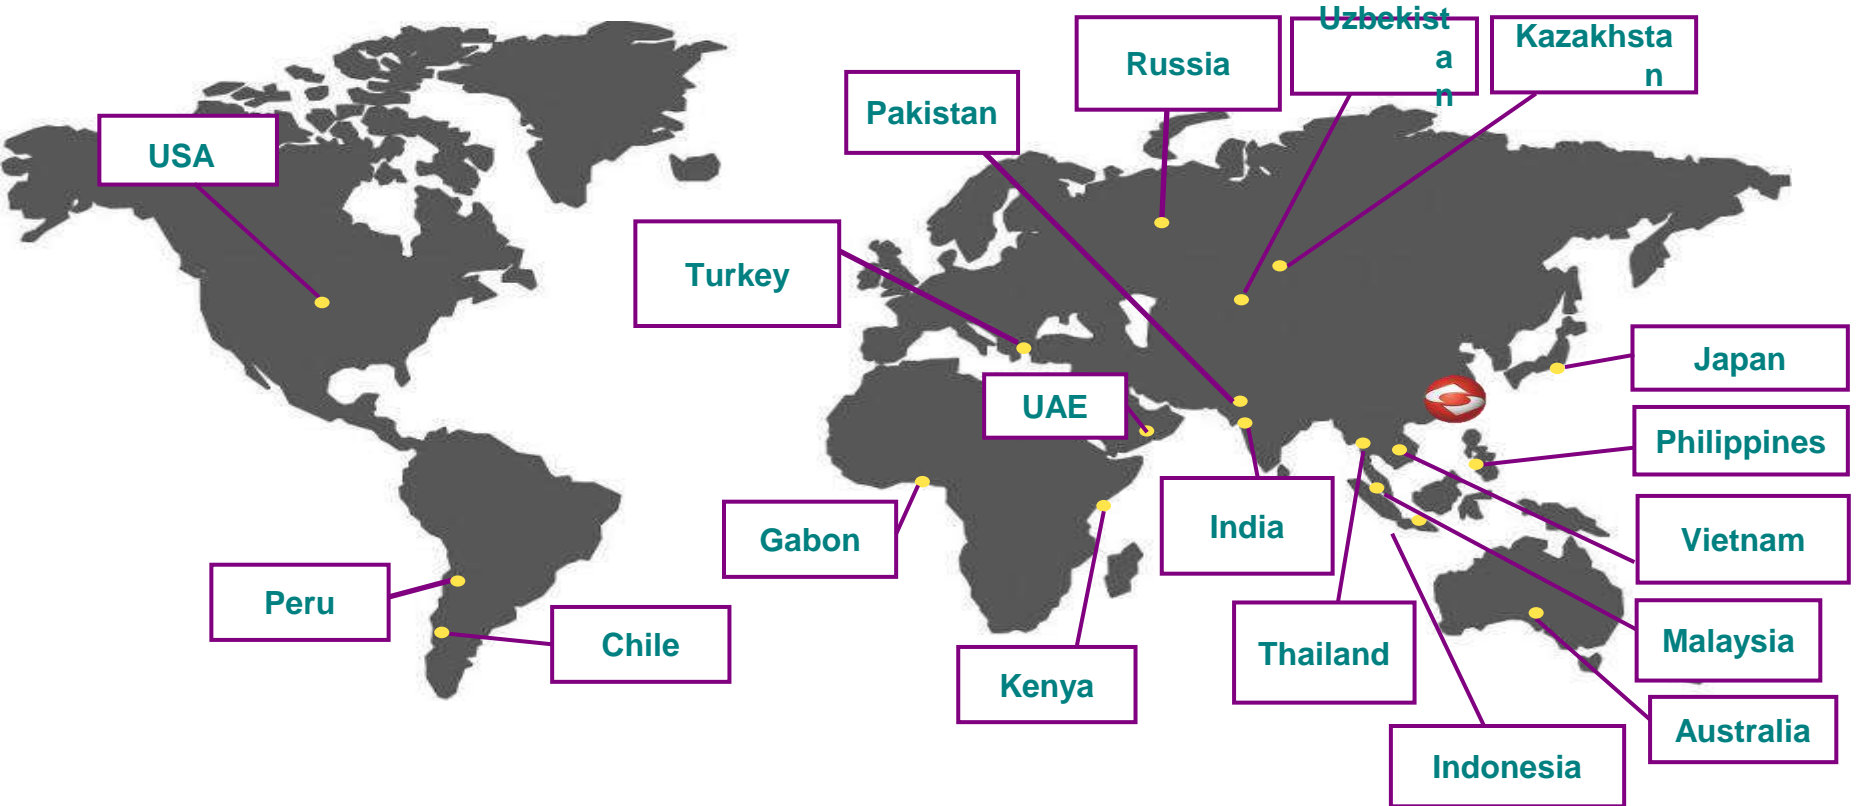 Uzbekist
a
n
Kazakhsta
n
Russia
Pakistan
USA
Turkey
Japan
UAE
Philippines
India
Gabon
Vietnam
Peru
Chile
Malaysia
Thailand
Kenya
Australia
Indonesia